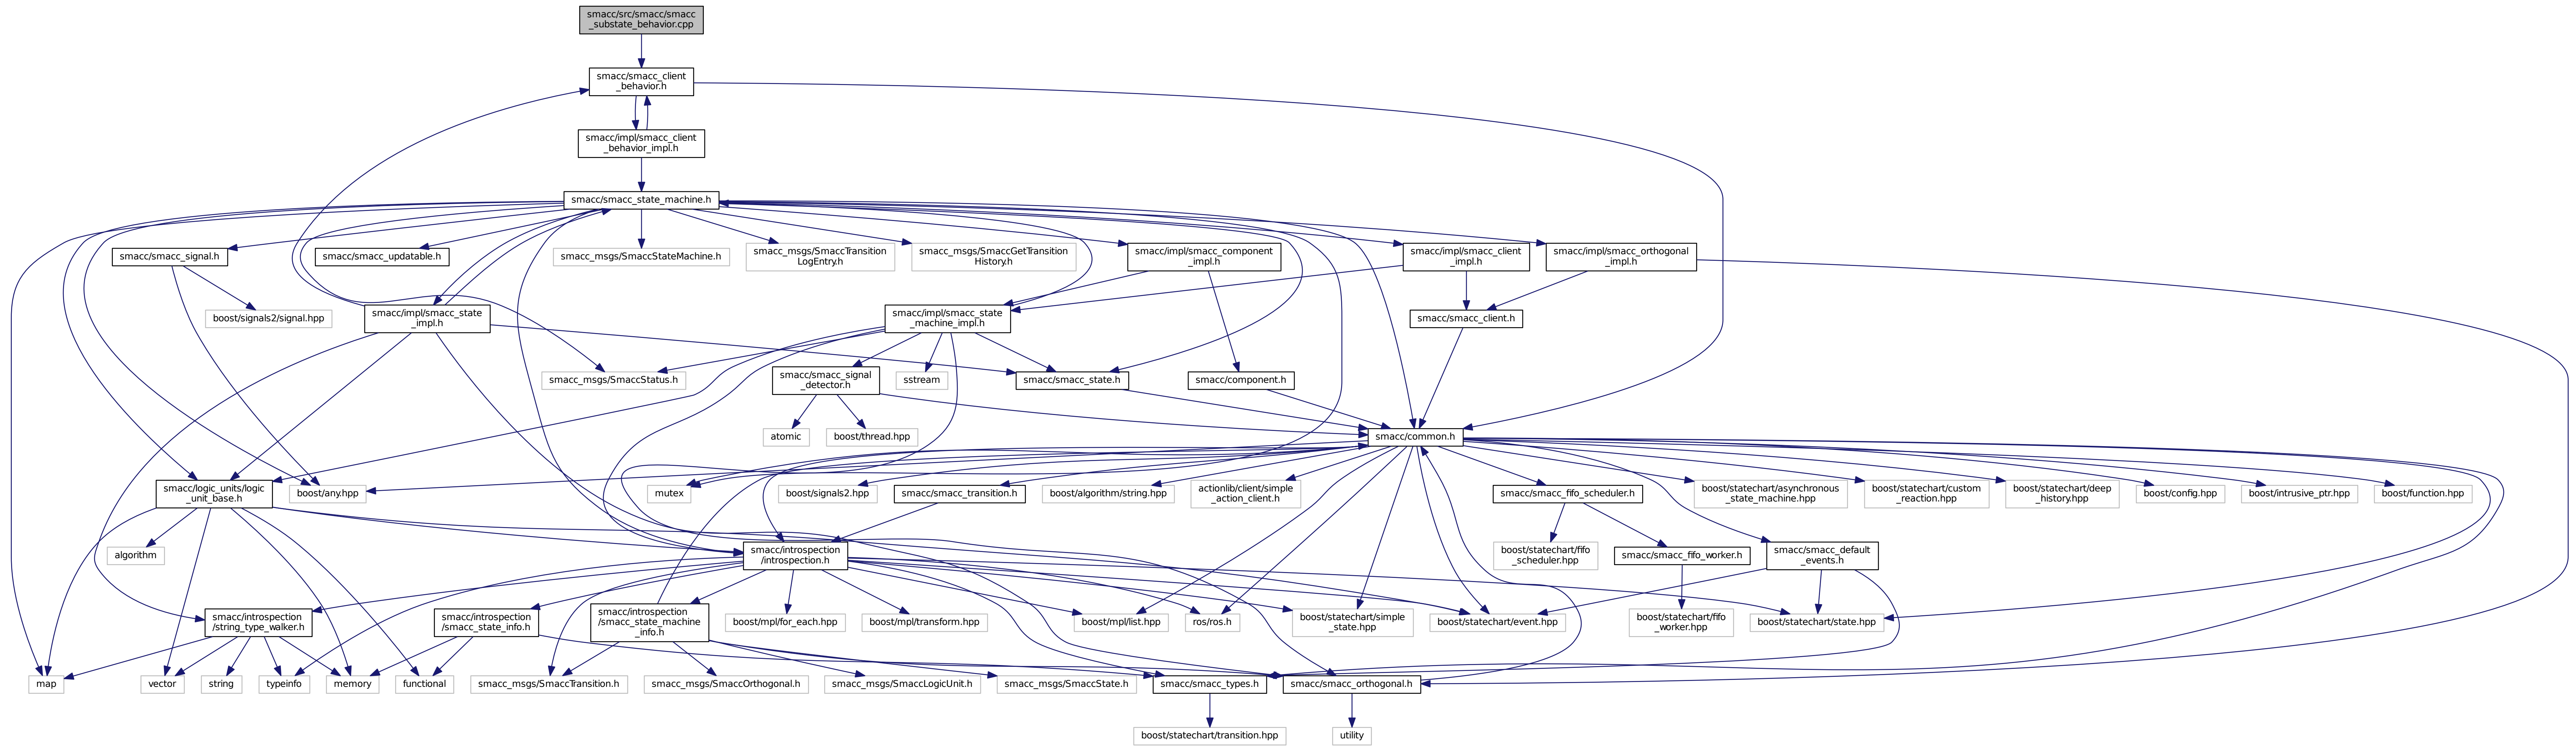 smacc/src/smacc/smacc
_substate_behavior.cpp
smacc/smacc_client
_behavior.h
smacc/impl/smacc_client
_behavior_impl.h
smacc/smacc_state_machine.h
smacc/smacc_signal.h
smacc/smacc_updatable.h
smacc_msgs/SmaccStateMachine.h
smacc_msgs/SmaccTransition
LogEntry.h
smacc_msgs/SmaccGetTransition
History.h
smacc/impl/smacc_component
_impl.h
smacc/impl/smacc_client
_impl.h
smacc/impl/smacc_orthogonal
_impl.h
boost/signals2/signal.hpp
smacc/impl/smacc_state
_impl.h
smacc/impl/smacc_state
_machine_impl.h
smacc/smacc_client.h
smacc_msgs/SmaccStatus.h
smacc/smacc_signal
_detector.h
sstream
smacc/smacc_state.h
smacc/component.h
atomic
boost/thread.hpp
smacc/common.h
smacc/logic_units/logic
_unit_base.h
boost/any.hpp
mutex
boost/signals2.hpp
smacc/smacc_transition.h
boost/algorithm/string.hpp
actionlib/client/simple
_action_client.h
smacc/smacc_fifo_scheduler.h
boost/statechart/asynchronous
_state_machine.hpp
boost/statechart/custom
_reaction.hpp
boost/statechart/deep
_history.hpp
boost/config.hpp
boost/intrusive_ptr.hpp
boost/function.hpp
algorithm
smacc/introspection
/introspection.h
boost/statechart/fifo
_scheduler.hpp
smacc/smacc_fifo_worker.h
smacc/smacc_default
_events.h
smacc/introspection
/string_type_walker.h
smacc/introspection
/smacc_state_info.h
smacc/introspection
/smacc_state_machine
_info.h
boost/mpl/for_each.hpp
boost/mpl/transform.hpp
boost/mpl/list.hpp
ros/ros.h
boost/statechart/simple
_state.hpp
boost/statechart/event.hpp
boost/statechart/fifo
_worker.hpp
boost/statechart/state.hpp
map
vector
string
typeinfo
memory
functional
smacc_msgs/SmaccTransition.h
smacc_msgs/SmaccOrthogonal.h
smacc_msgs/SmaccLogicUnit.h
smacc_msgs/SmaccState.h
smacc/smacc_types.h
smacc/smacc_orthogonal.h
boost/statechart/transition.hpp
utility